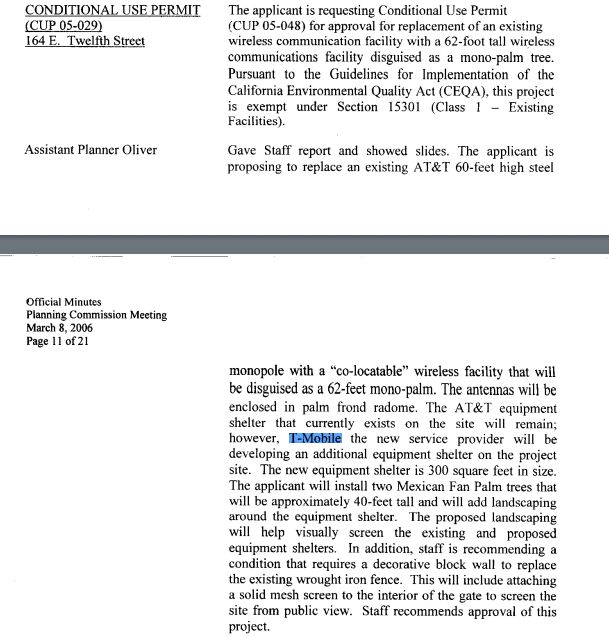 CONDITIONAL USE PERMIT
(CUP 05-029)
164 E. Twelfth Street
The applicant is requesting Conditional Use Permit
(CUP 05-048) for approval for replacement of an existing
wireless communication facility with a 62-foot tall wireless
communications facility disguised as a mono-palm tree.
Pursuant to the Guidelines for Implementation of the
California Environmental Quality Act (CEQA), this project
is exempt under Section 15301 (Class 1 – Existing
Facilities).
Assistant Planner Oliver
Gave Staff report and showed slides. The applicant is
proposing to replace an existing AT&T 60-feet high steel
Official Minutes
Planning Commission Meeting
March 8, 2006
Page 11 of 21
monopole with a “co-locatable” wireless facility that will
be disguised as a 62-feet mono-palm. The antennas will be
enclosed in palm frond radome. The AT&T equipment
shelter that currently exists on the site will remain;
however, T-Mobile the new service provider will be
developing an additional equipment shelter on the project
site. The new equipment shelter is 300 square feet in size.
The applicant will install two Mexican Fan Palm trees that
will be approximately 40-feet tall and will add landscaping
around the equipment shelter. The proposed landscaping
will help visually screen the existing and proposed
equipment shelters. In addition, staff is recommending a
condition that requires a decorative block wall to replace
the existing wrought iron fence. This will include attaching
a solid mesh screen to the interior of the gate to screen the
site from public view. Staff recommends approval of this
project.